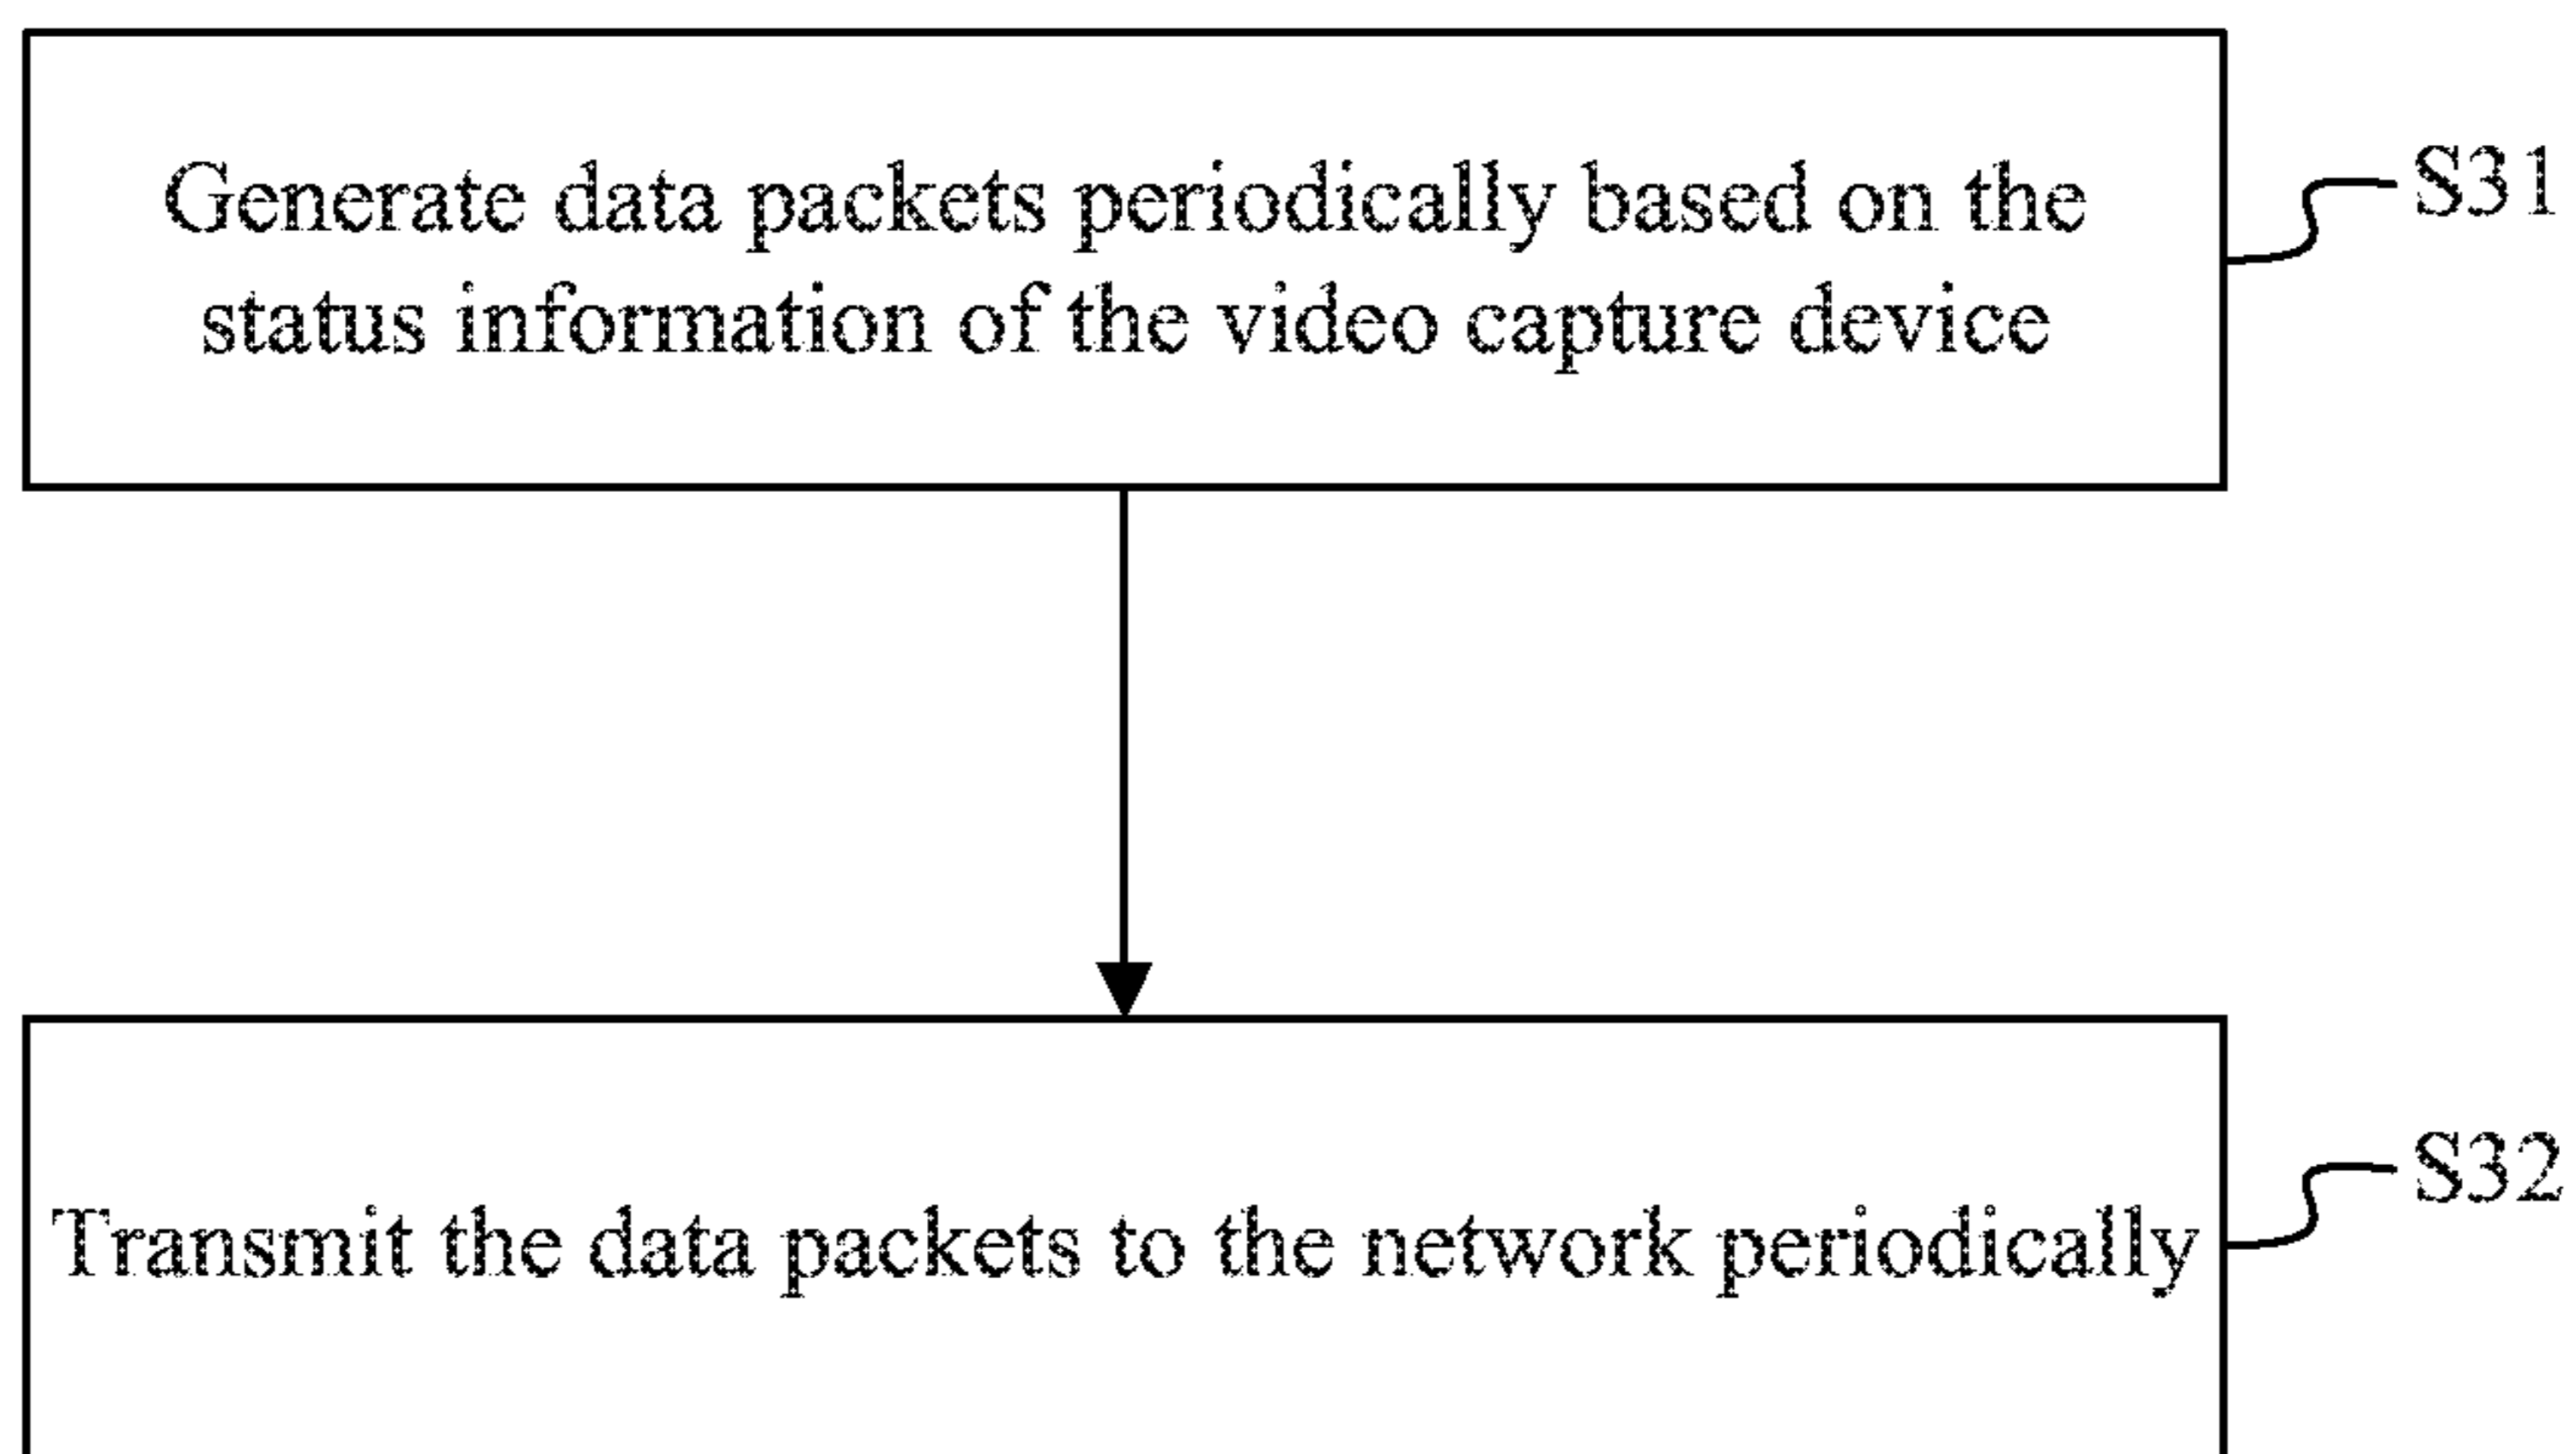 Generate data packets periodically based on the
status information of the video capture device
S31
Transmit the data packets to the network periodically
S32